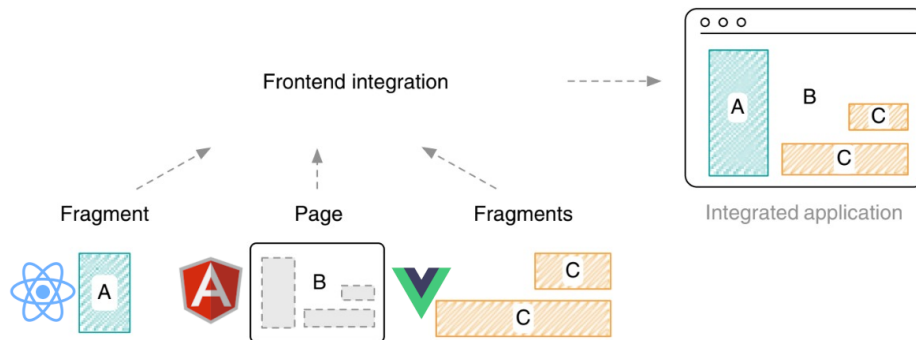 Frontend integration
A
B
C
C
Integrated application
Fragment
Page
Fragments
A
A
B
C
C